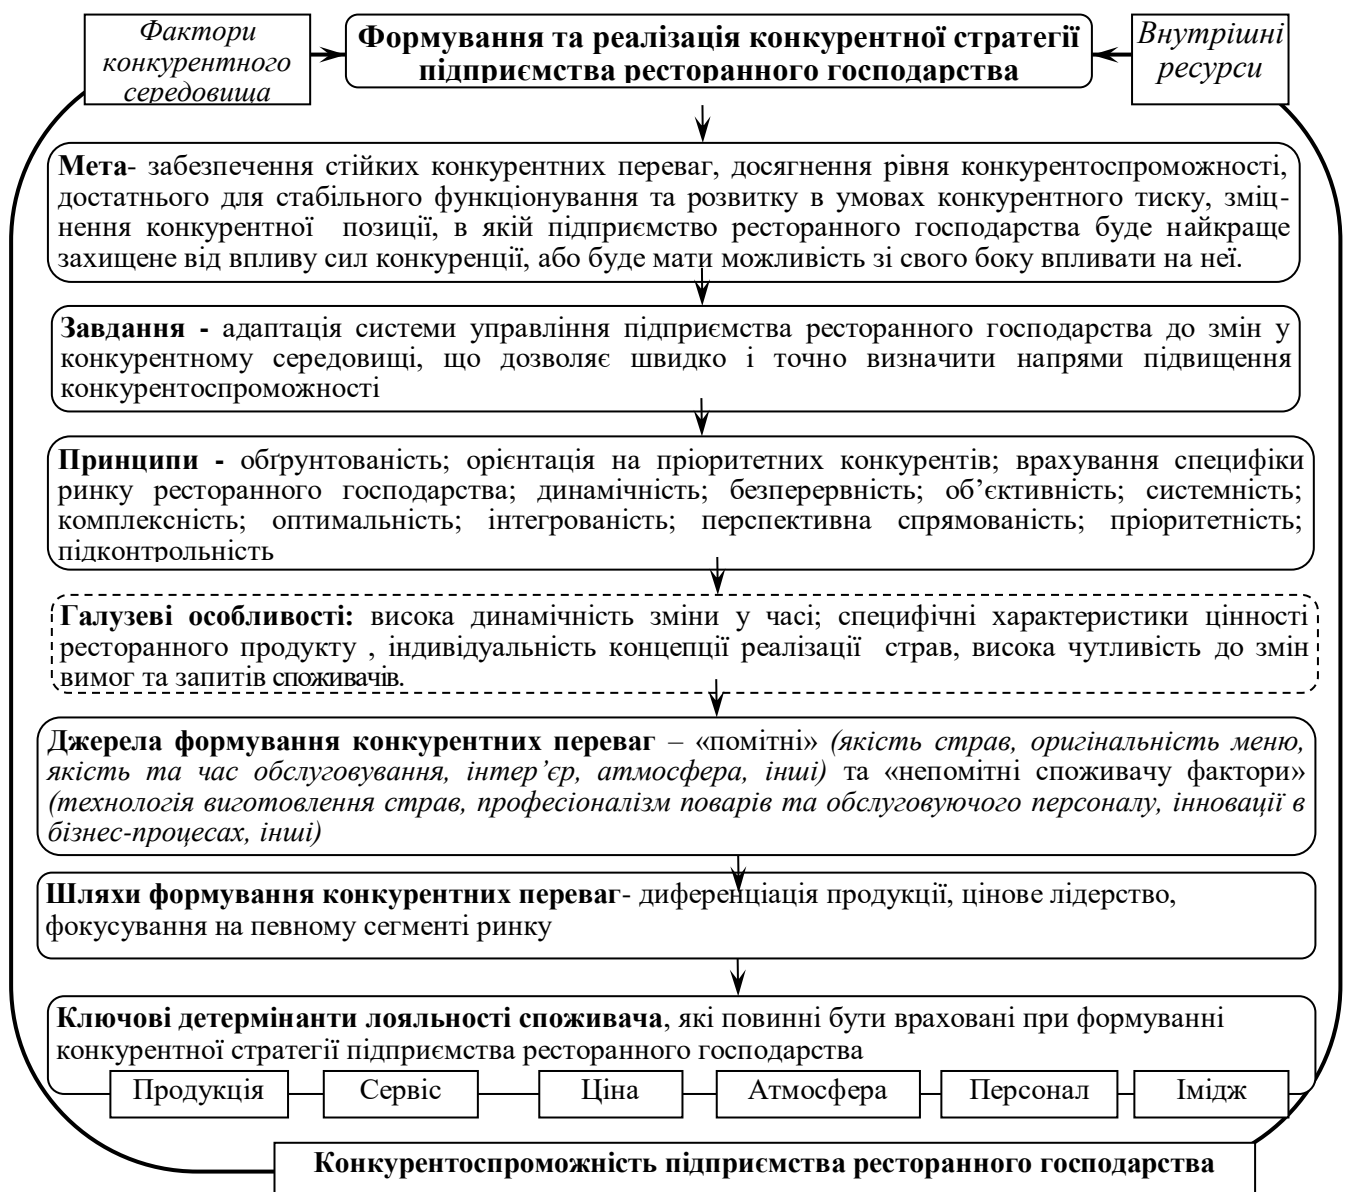 Фактори
конкурентного
середовища
Формування та реалізація конкурентної стратегії
підприємства ресторанного господарства
Внутрішні
ресурси
Мета- забезпечення стійких конкурентних переваг, досягнення рівня конкурентоспроможності,
достатнього для стабільного функціонування та розвитку в умовах конкурентного тиску, зміц-
нення конкурентної позиції, в якій підприємство ресторанного господарства буде найкраще
захищене від впливу сил конкуренції, або буде мати можливість зі свого боку впливати на неї.
Завдання - адаптація системи управління підприємства ресторанного господарства до змін у
конкурентному середовищі, що дозволяє швидко і точно визначити напрями підвищення
конкурентоспроможності
Принципи - обґрунтованість; орієнтація на пріоритетних конкурентів; врахування специфіки
ринку ресторанного господарства; динамічність; безперервність; об’єктивність; системність;
комплексність; оптимальність; інтегрованість; перспективна спрямованість; пріоритетність;
підконтрольність
Галузеві особливості: висока динамічність зміни у часі; специфічні характеристики цінності
ресторанного продукту , індивідуальність концепції реалізації страв, висока чутливість до змін
вимог та запитів споживачів.
Джерела формування конкурентних переваг – «помітні» (якість страв, оригінальність меню,
якість та час обслуговування, інтер’єр, атмосфера, інші) та «непомітні споживачу фактори»
(технологія виготовлення страв, професіоналізм поварів та обслуговуючого персоналу, інновації в
бізнес-процесах, інші)
Шляхи формування конкурентних переваг- диференціація продукції, цінове лідерство,
фокусування на певному сегменті ринку
Ключові детермінанти лояльності споживача, які повинні бути враховані при формуванні
конкурентної стратегії підприємства ресторанного господарства
Продукція Сервіс Ціна Атмосфера Персонал Імідж
Конкурентоспроможність підприємства ресторанного господарства